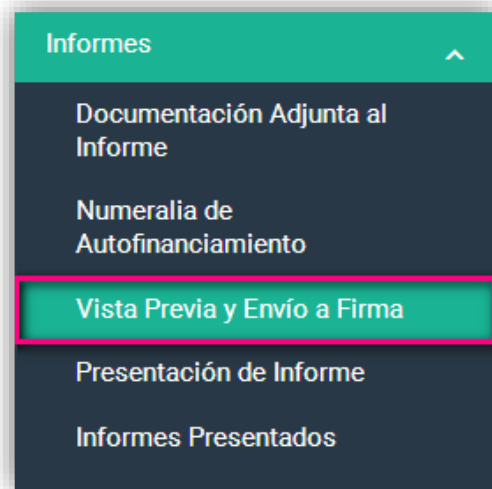 Informes
Documentación Adjunta al
Informe
Numeralia de
Autofinanciamiento
Vista Previa y Envío a Firma
Presentación de Informe
Informes Presentados